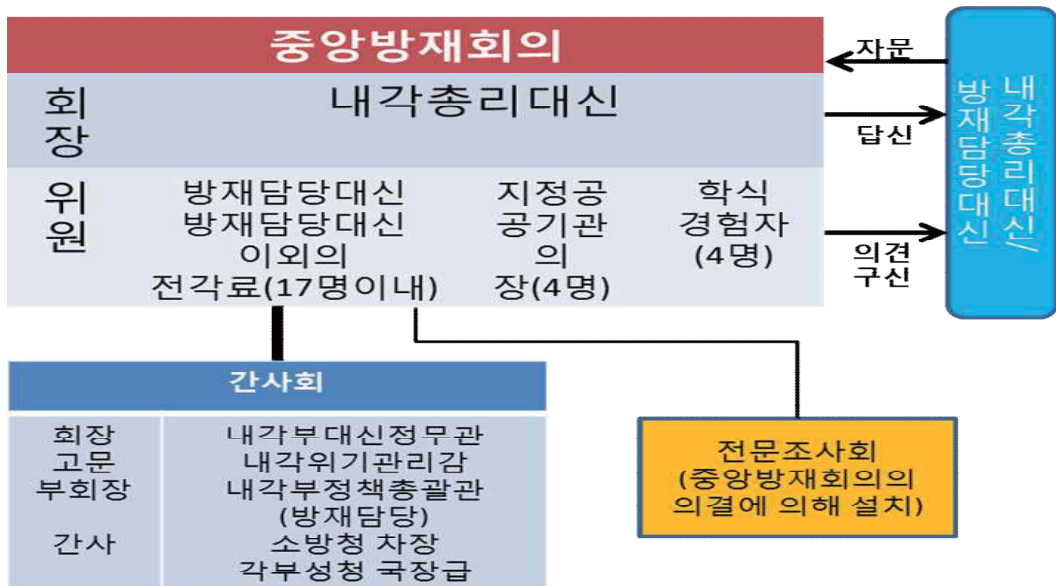 중앙방재회의
회
장
내각총리대신
위
원
방재담당대신
방재담당대신
이외의
전각료(17명이내)
지정공
공기관
의
장(4명)
학식
경험자
(4명)
자문
답신
의견
구신
내각총리대신/
방재담당대신
간사회
회장
내각부대신정무관
고문
내각위기관리감
부회장
내각부정책총괄관
(방재담당)
간사
소방청 차장
각부성청 국장급
전문조사회
(중앙방재회의의
의결에 의해 설치)